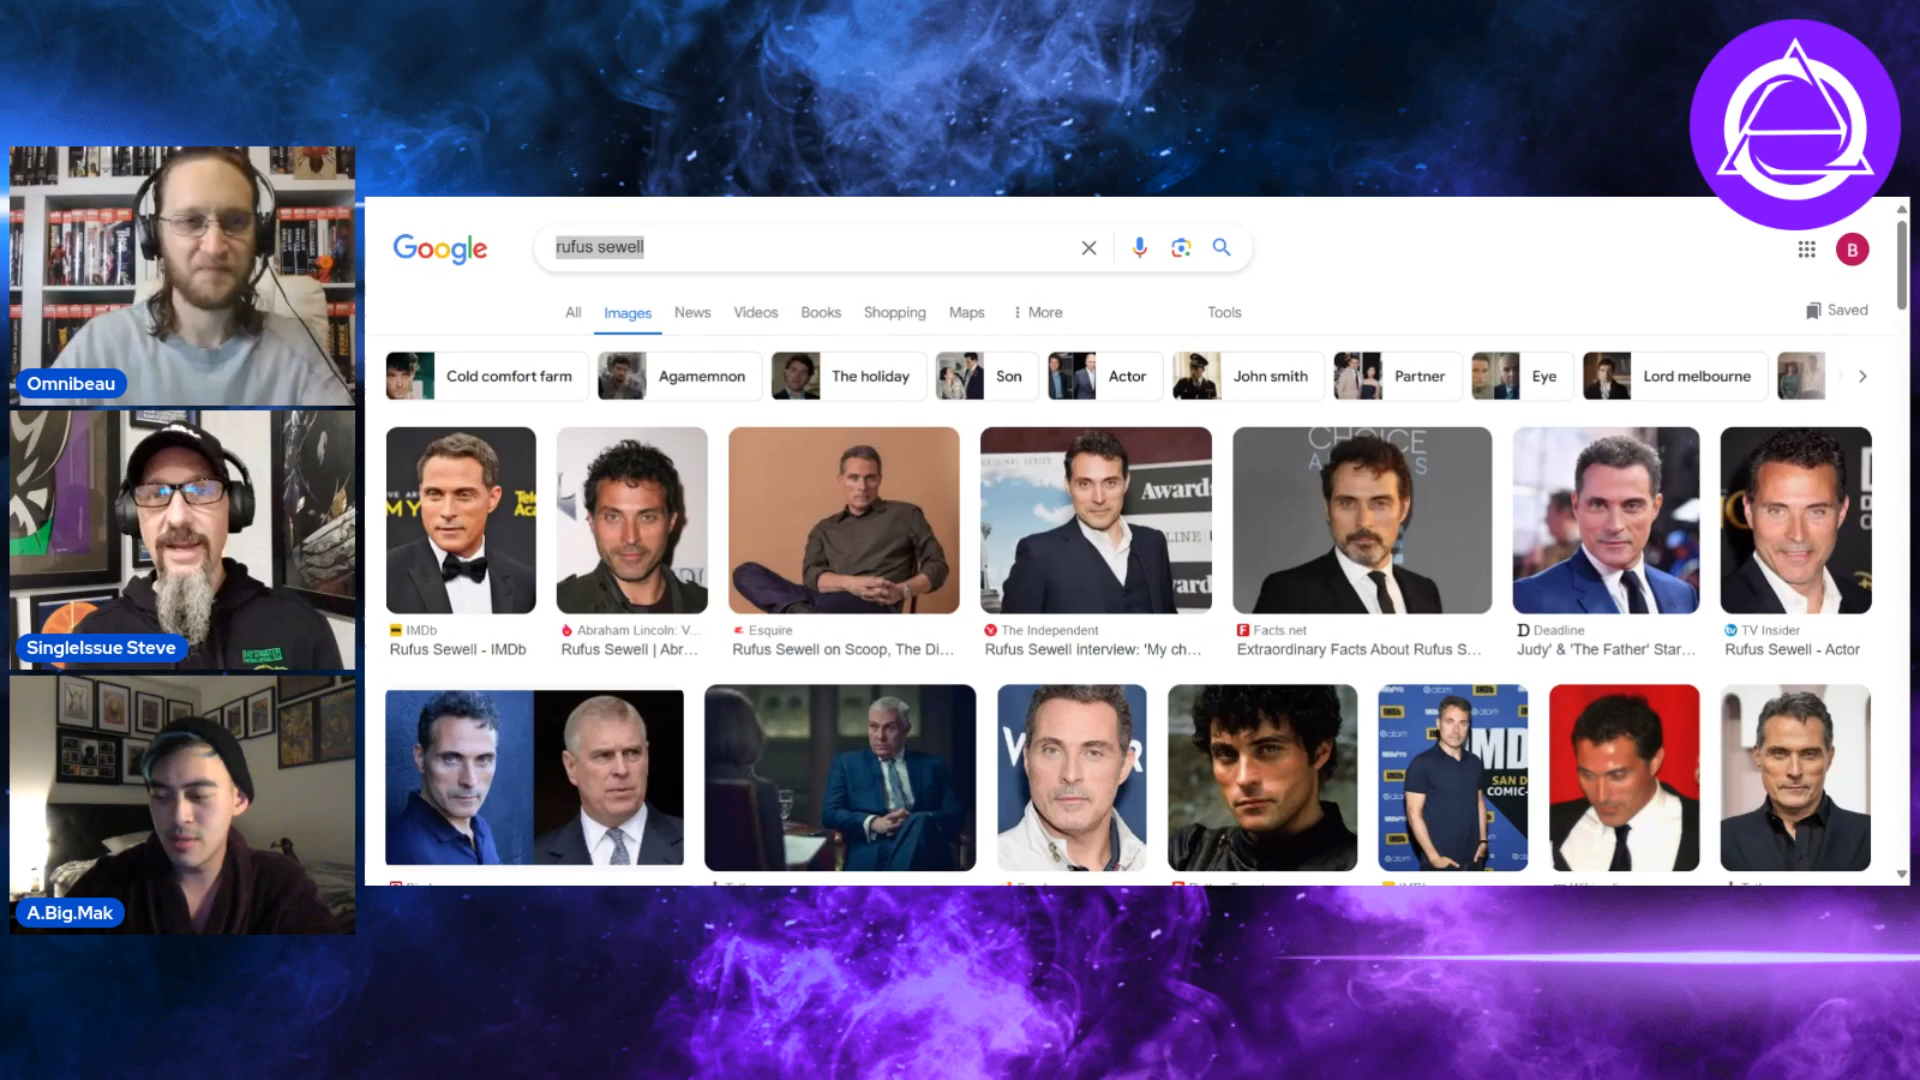 Google
rufus sewell
B
All Images News Videos Books Shopping Maps More Tools
Saved
Cold comfort farm Agamemnon The holiday Son Actor John smith Partner Eye Lord melbourne
Omnibeau
SingleIssue Steve
A.Big.Mak
CHOICE
Award
LINE
IMDb
Rufus Sewell - IMDb
Abraham Lincoln: V...
Rufus Sewell | Abr...
Esquire
Rufus Sewell on Scoop, The Di...
The Independent
Rufus Sewell interview: 'My ch...
Facts.net
Extraordinary Facts About Rufus S...
Deadline
Judy' & 'The Father' Star...
TV Insider
Rufus Sewell - Actor
SAN D
COMIC-